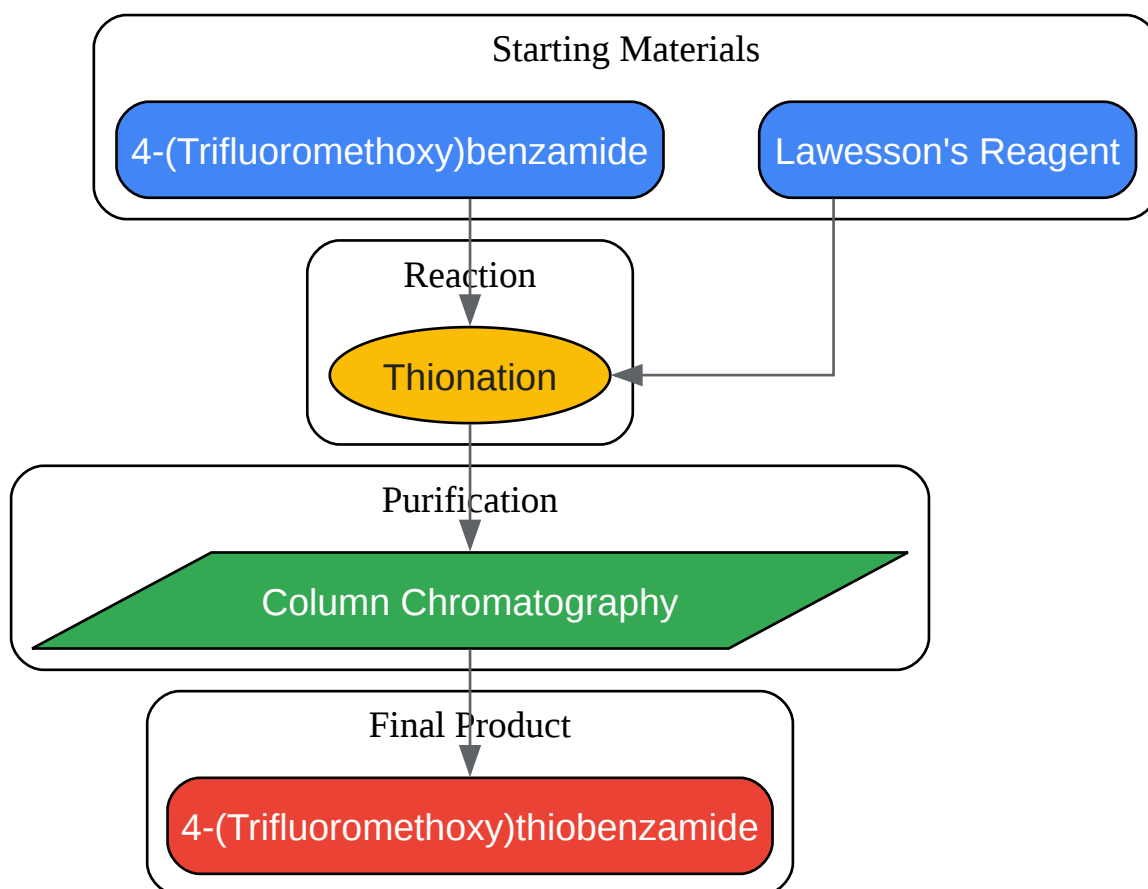 Starting Materials
4-(Trifluoromethoxy)benzamide
Lawesson's Reagent
Reaction
Thionation
Purification
Column Chromatography
Final Product
4-(Trifluoromethoxy)thiobenzamide